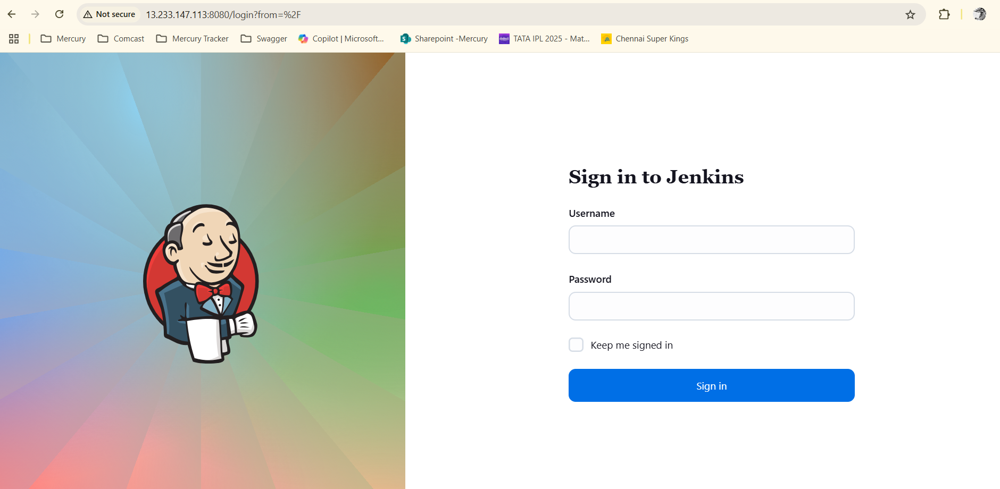 Not secure 13.233.147.113:8080/login?from=%2F
Mercury Comcast Mercury Tracker Swagger Copilot | Microsoft... Sharepoint -Mercury TATA IPL 2025 - Mat... Chennai Super Kings
Sign in to Jenkins
Username
Password
Keep me signed in
Sign in